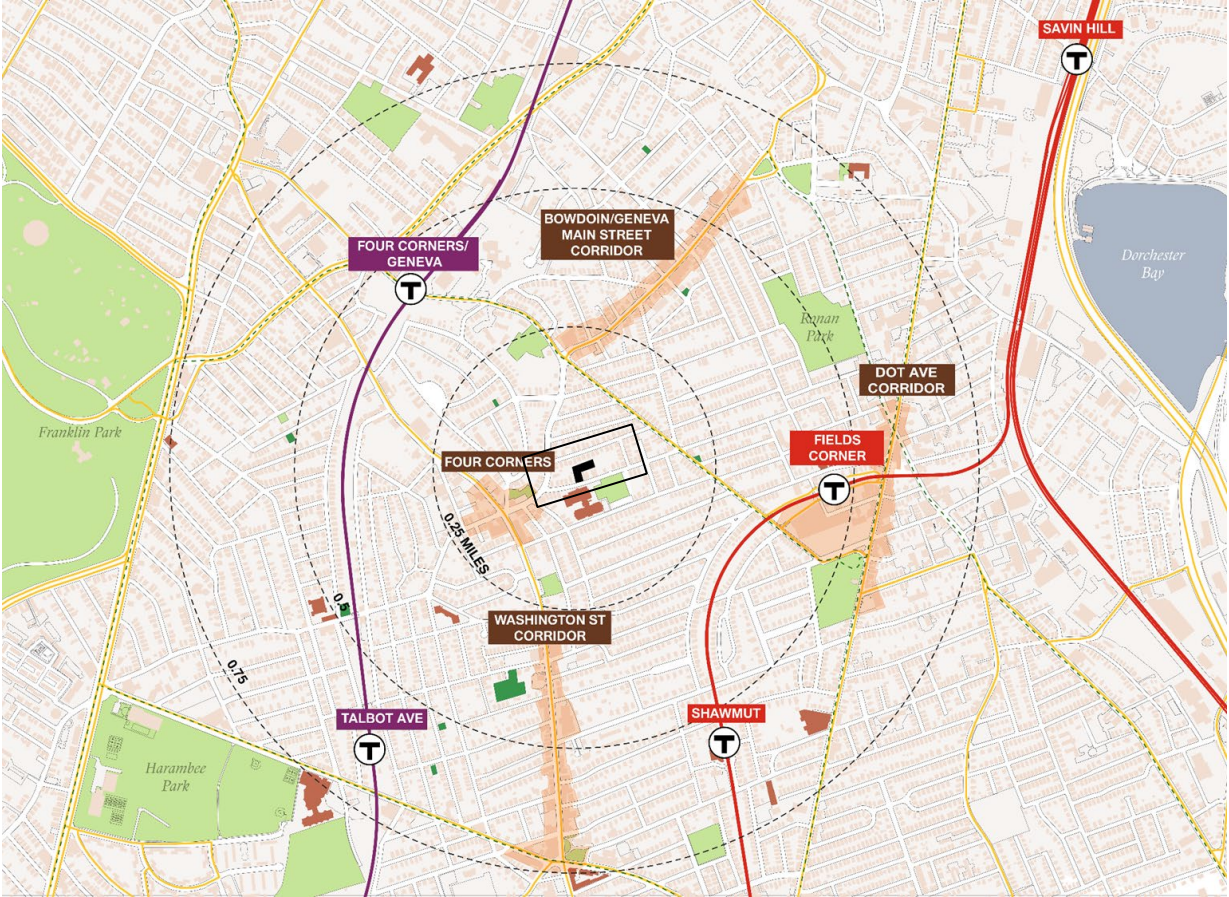 SAVIN HILL
T
BOWDOIN/GENEVA
MAIN STREET
CORRIDOR
FOUR CORNERS/
GENEVA
T
Dorchester
Bay
Ronan
Park
DOT AVE
CORRIDOR
Franklin Park
FIELDS
CORNER
T
FOUR CORNERS
0.25 MILES
0.5
WASHINGTON ST
CORRIDOR
0.75
TALBOT AVE
T
SHAWMUT
T
Harambee
Park